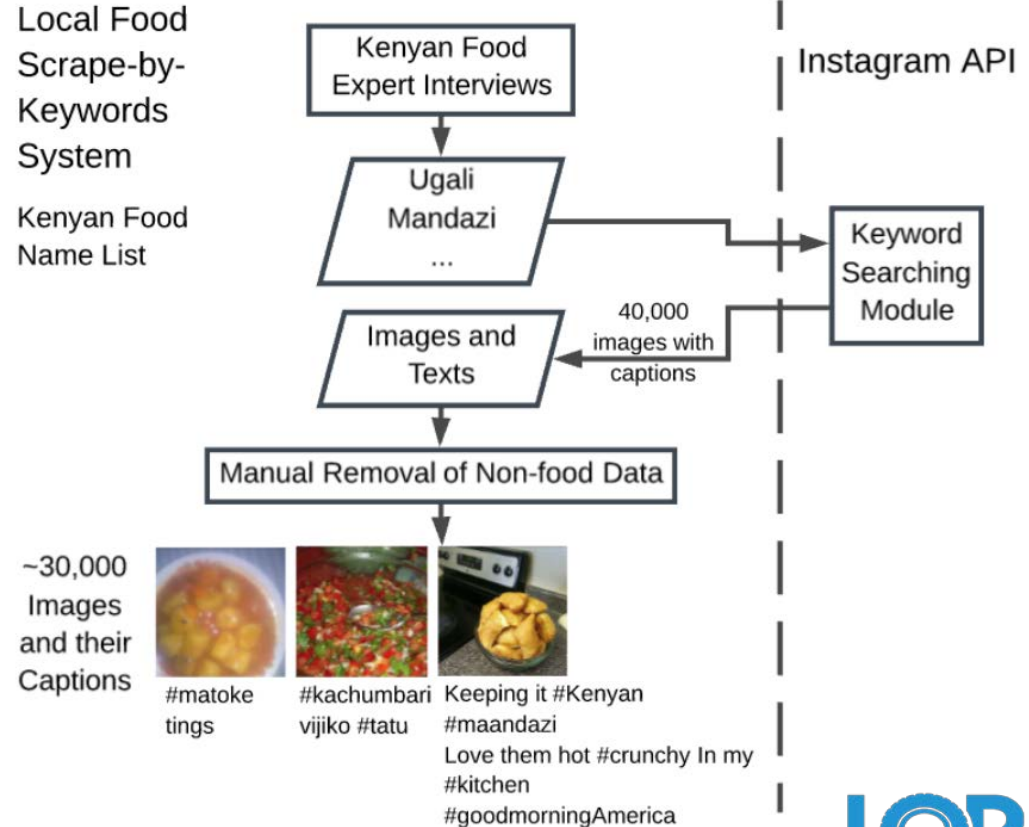 Local Food
Scrape-by-
Keywords
System
Kenyan Food
Name List
Kenyan Food
Expert Interviews
Ugali
Mandazi
...
Instagram API
Keyword
Searching
Module
40,000
images with
captions
Images and
Texts
Manual Removal of Non-food Data
~30,000
Images
and their
Captions
#matoke
tings
#kachumbari
vijiko #tatu
Keeping it #Kenyan
#maandazi
Love them hot #crunchy In my
#kitchen
#goodmorningAmerica